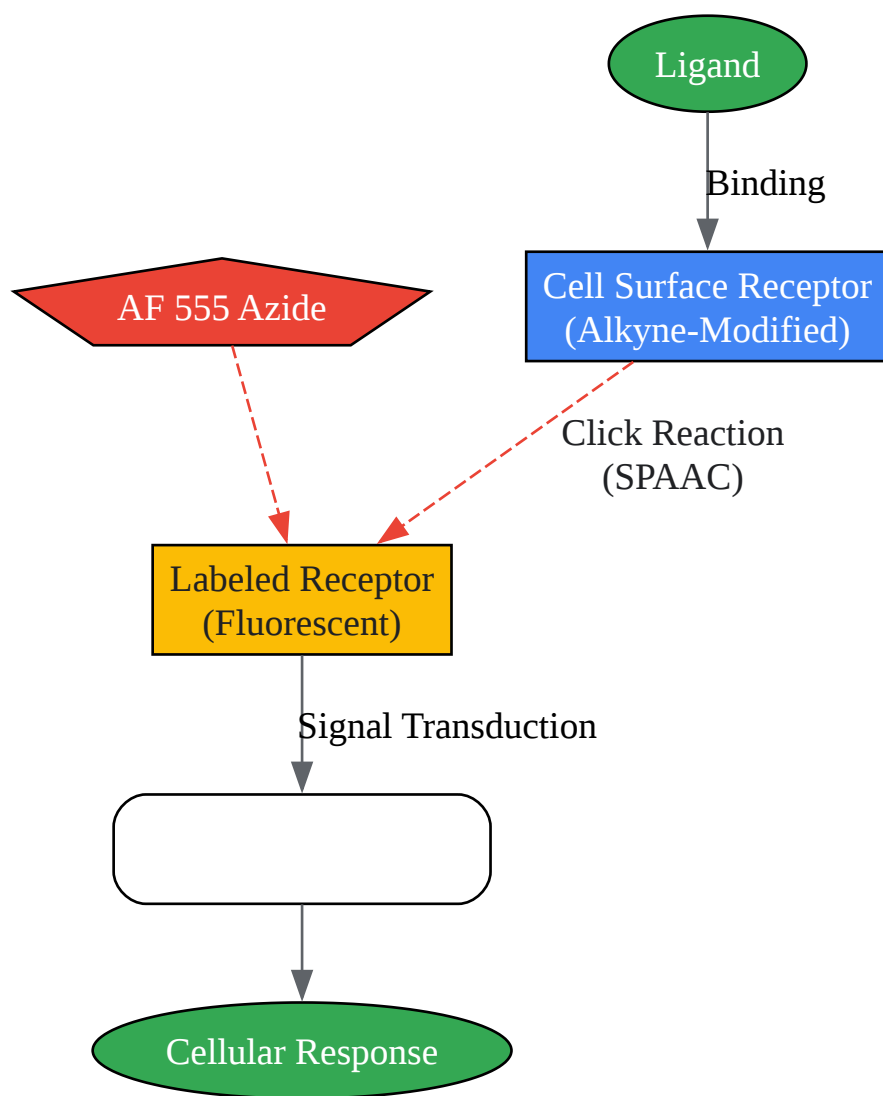 Ligand
Binding
AF 555 Azide
Cell Surface Receptor
(Alkyne-Modified)
Click Reaction
(SPAAC)
Labeled Receptor
(Fluorescent)
Signal Transduction
Cellular Response